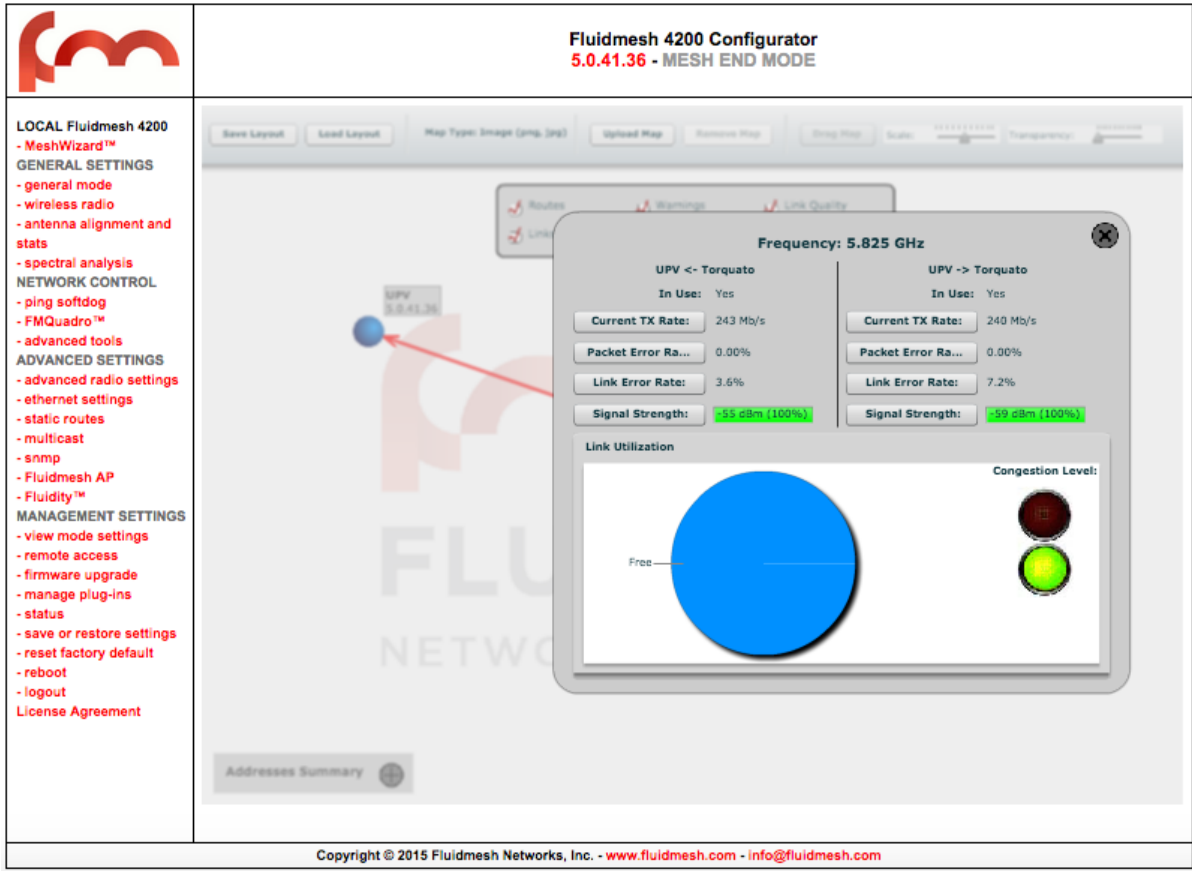 fm
Fluidmesh 4200 Configurator
5.0.41.36 - MESH END MODE
LOCAL Fluidmesh 4200
- MeshWizard™
GENERAL SETTINGS
- general mode
- wireless radio
- antenna alignment and
stats
- spectral analysis
NETWORK CONTROL
- ping softdog
- FMQuadro™
- advanced tools
ADVANCED SETTINGS
- advanced radio settings
- ethernet settings
- static routes
- multicast
- snmp
- Fluidmesh AP
- Fluidity™
MANAGEMENT SETTINGS
- view mode settings
- remote access
- firmware upgrade
- manage plug-ins
- status
- save or restore settings
- reset factory default
- reboot
- logout
License Agreement
Save Layout Load Layout Map Type: Image (png, jpg) Upload Map Remove Map Drag Map Scale: Transparency:
Routes Warnings Link Quality
UPV
5.0.41.36
Frequency: 5.825 GHz
UPV <- Torquato UPV -> Torquato
In Use: Yes In Use: Yes
Current TX Rate: 243 Mb/s Current TX Rate: 240 Mb/s
Packet Error Ra... 0.00% Packet Error Ra... 0.00%
Link Error Rate: 3.6% Link Error Rate: 7.2%
Signal Strength: -55 dBm (100%) Signal Strength: -59 dBm (100%)
Link Utilization
Congestion Level:
Free
FLU
NETWO
Addresses Summary
Copyright © 2015 Fluidmesh Networks, Inc. - www.fluidmesh.com - info@fluidmesh.com